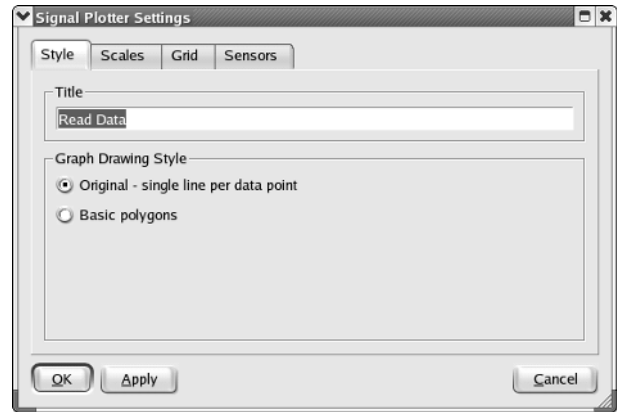 Signal Plotter Settings
Style Scales Grid Sensors
Title
Read Data
Graph Drawing Style
Original - single line per data point
Basic polygons
OK Apply Cancel